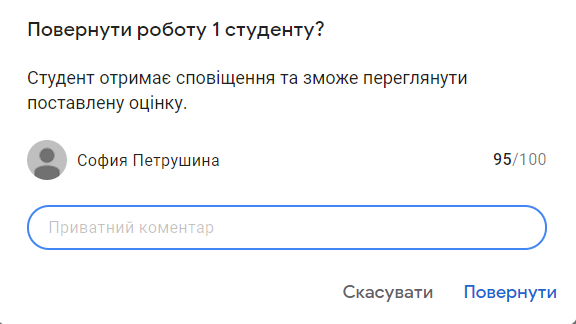 Повернути роботу 1 студенту?
Студент отримає сповіщення та зможе переглянути
поставлену оцінку.
София Петрушина 95/100
Приватний коментар
Скасувати Повернути